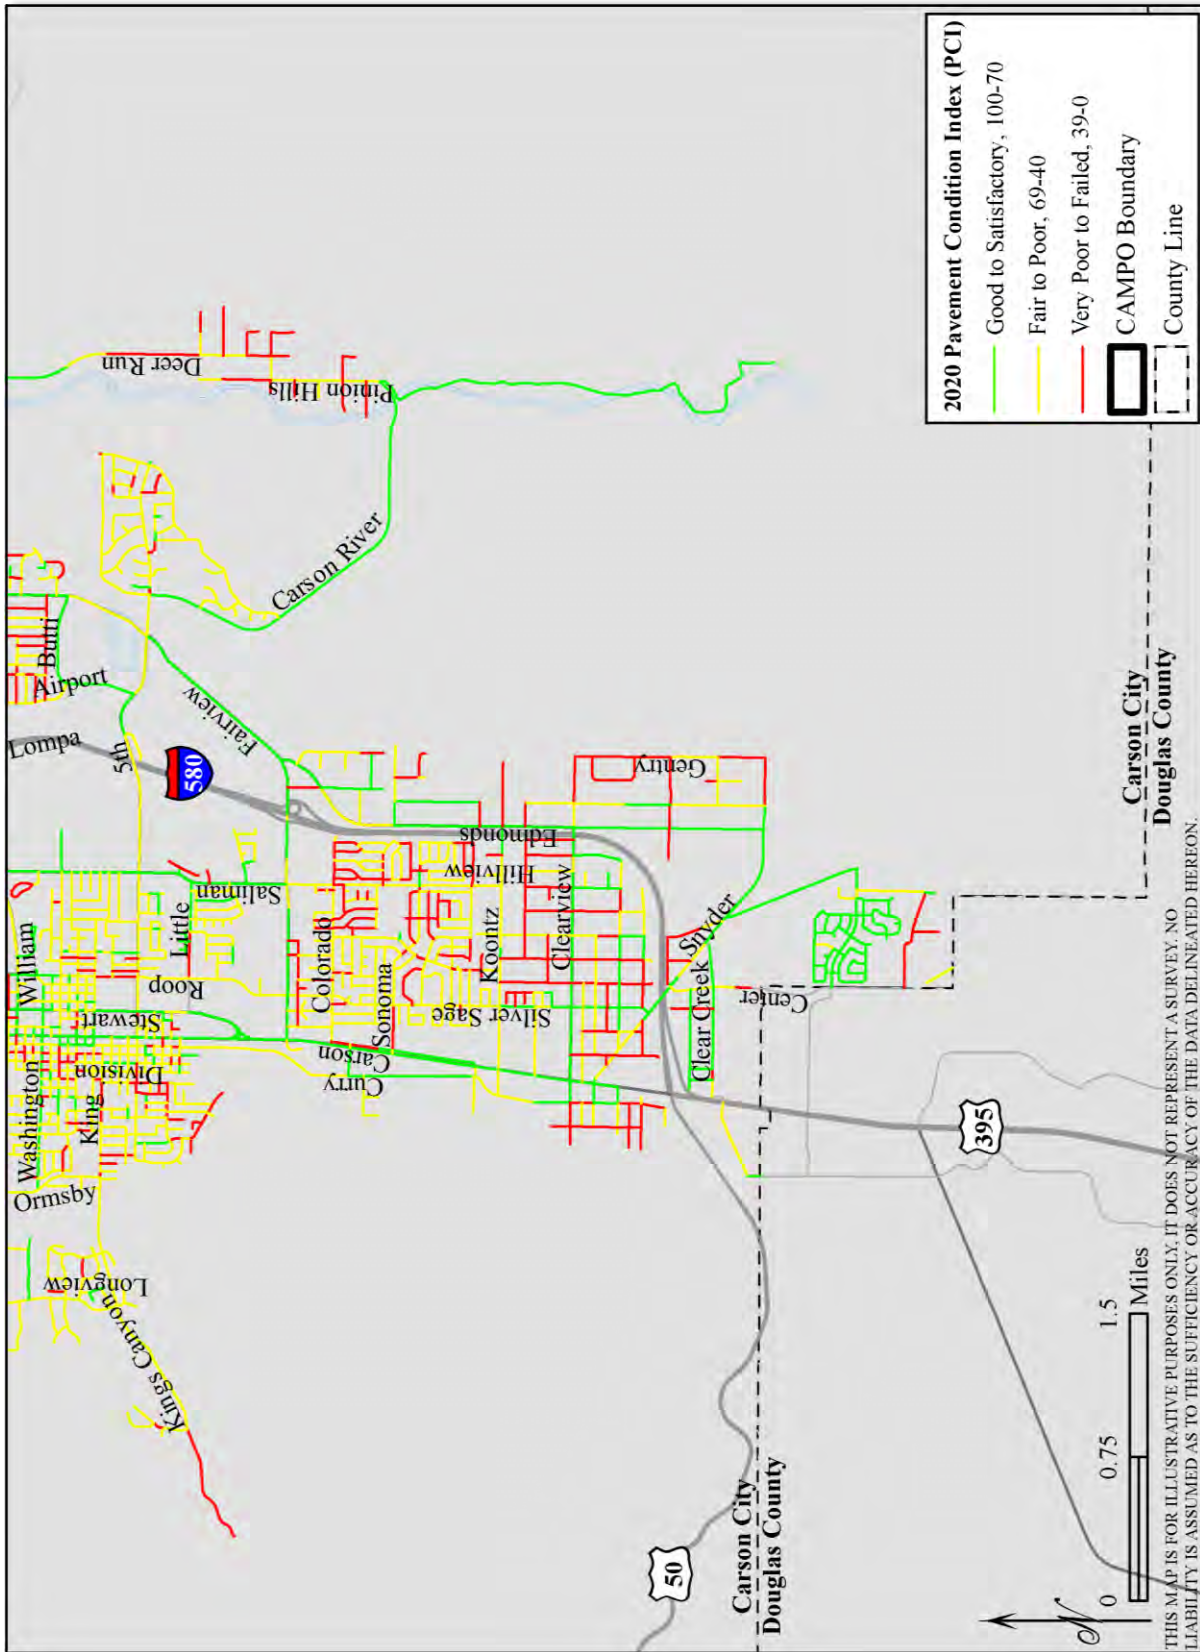 2020 Pavement Condition Index (PCI)
Good to Satisfactory, 100-70
Fair to Poor, 69-40
Very Poor to Failed, 39-0
CAMPO Boundary
County Line
Deer Run
Pinion Hills
Carson River
Butti
Airport
Lompa
5th
Fairview
580
Gentry
Edmonds
Hillview
Saliman
William
Little
Roop
Stewart
Colorado
Sonoma
Koontz
Clearview
Silver Sage
Snyder
Clear Creek
Center
Carson
Curry
Division
Washington
King
Ormsby
Longview
Kings Canyon
395
50
Carson City
Douglas County
Carson City
Douglas County
N
0 0.75 1.5
Miles
THIS MAP IS FOR ILLUSTRATIVE PURPOSES ONLY, IT DOES NOT REPRESENT A SURVEY. NO
LIABILITY IS ASSUMED AS TO THE SUFFICIENCY OR ACCURACY OF THE DATA DELINEATED HEREON.